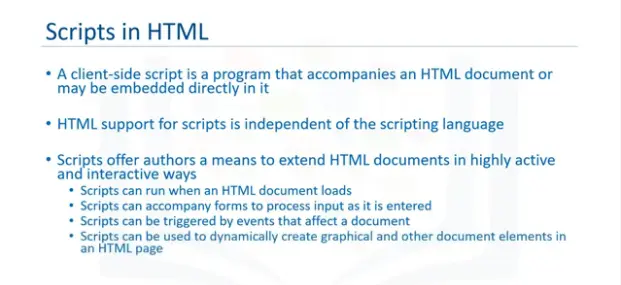 Scripts in HTML
• A client-side script is a program that accompanies an HTML document or
may be embedded directly in it
• HTML support for scripts is independent of the scripting language
• Scripts offer authors a means to extend HTML documents in highly active
and interactive ways
• Scripts can run when an HTML document loads
• Scripts can accompany forms to process input as it is entered
• Scripts can be triggered by events that affect a document
• Scripts can be used to dynamically create graphical and other document elements in
an HTML page